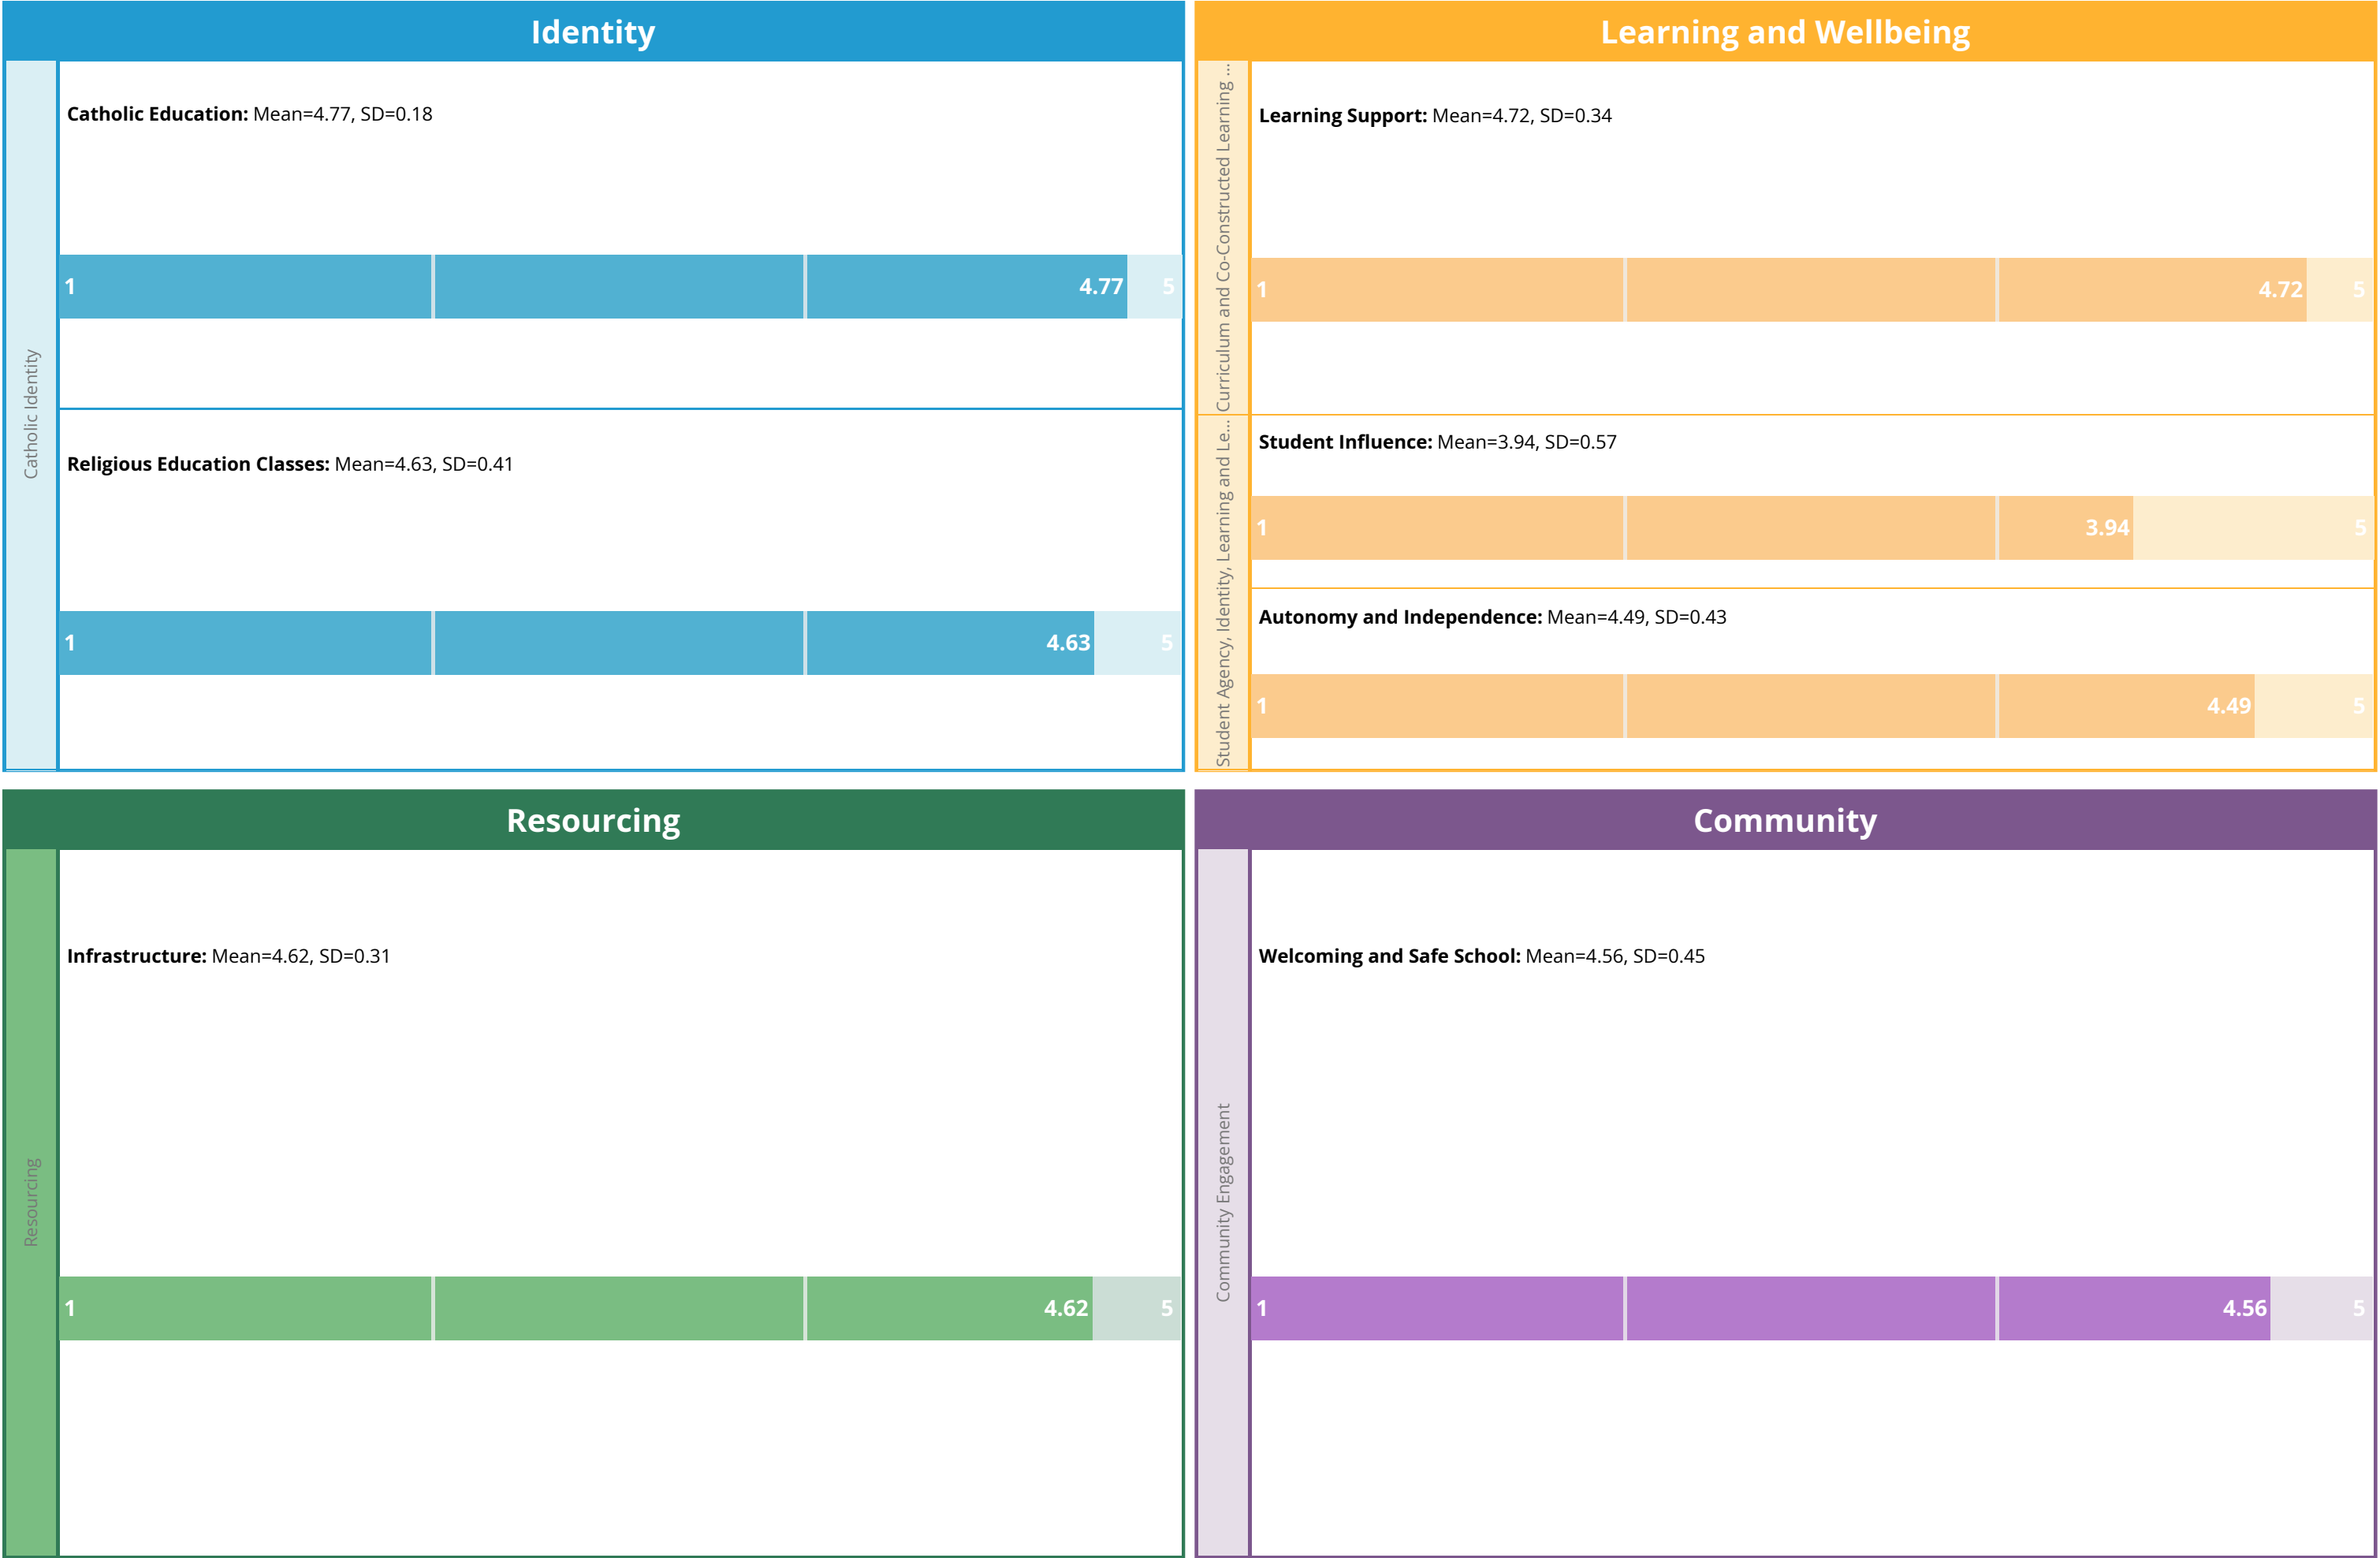 Identity
Catholic Identity
Catholic Education: Mean=4.77, SD=0.18
1 4.77 5
Religious Education Classes: Mean=4.63, SD=0.41
1 4.63 5
Learning and Wellbeing
Curriculum and Co-Constructed Learning ...
Learning Support: Mean=4.72, SD=0.34
1 4.72 5
Student Agency, Identity, Learning and Le...
Student Influence: Mean=3.94, SD=0.57
1 3.94 5
Autonomy and Independence: Mean=4.49, SD=0.43
1 4.49 5
Resourcing
Resourcing
Infrastructure: Mean=4.62, SD=0.31
1 4.62 5
Community
Community Engagement
Welcoming and Safe School: Mean=4.56, SD=0.45
1 4.56 5